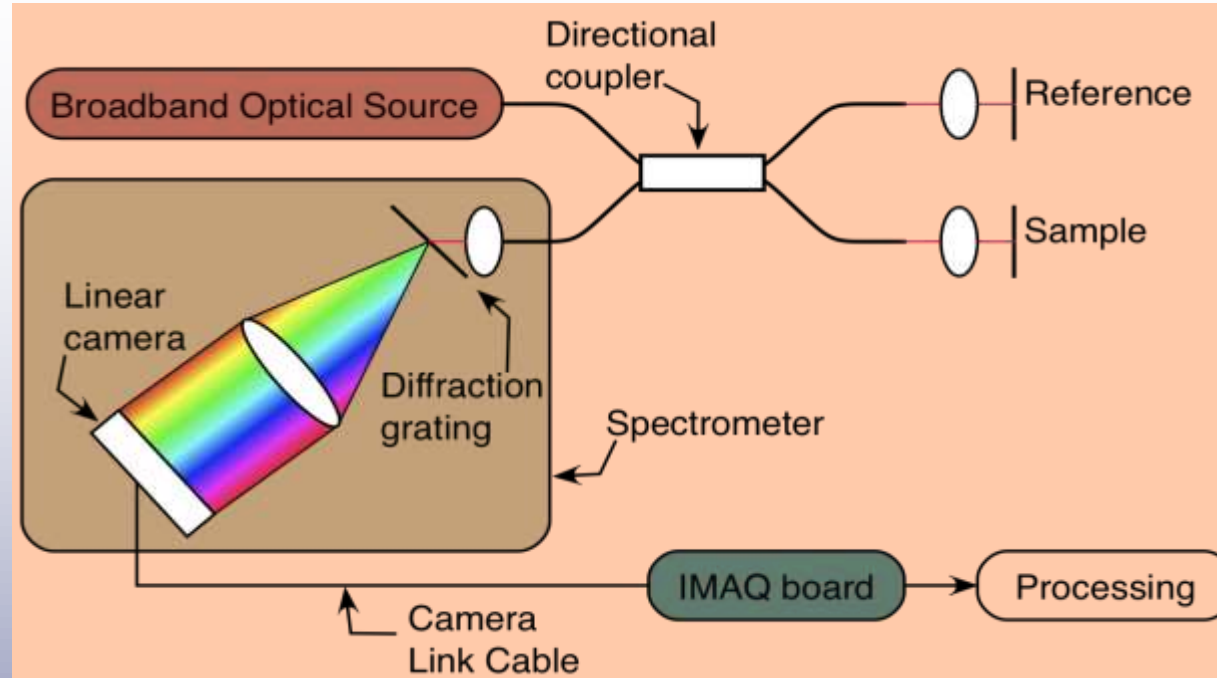 Directional
coupler
Broadband Optical Source
Reference
Sample
Linear
camera
Diffraction
grating
Spectrometer
IMAQ board
Processing
Camera
Link Cable